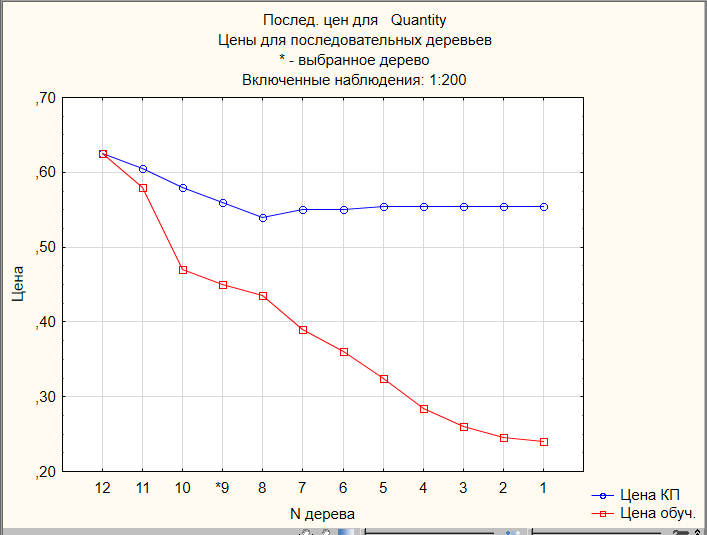 Послед. цен для Quantity
Цены для последовательных деревьев
* - выбранное дерево
Включенные наблюдения: 1:200
,70
,60
,50
,40
,30
,20
Цена
12 11 10 *9 8 7 6 5 4 3 2 1
N дерева
Цена КП
Цена обуч.